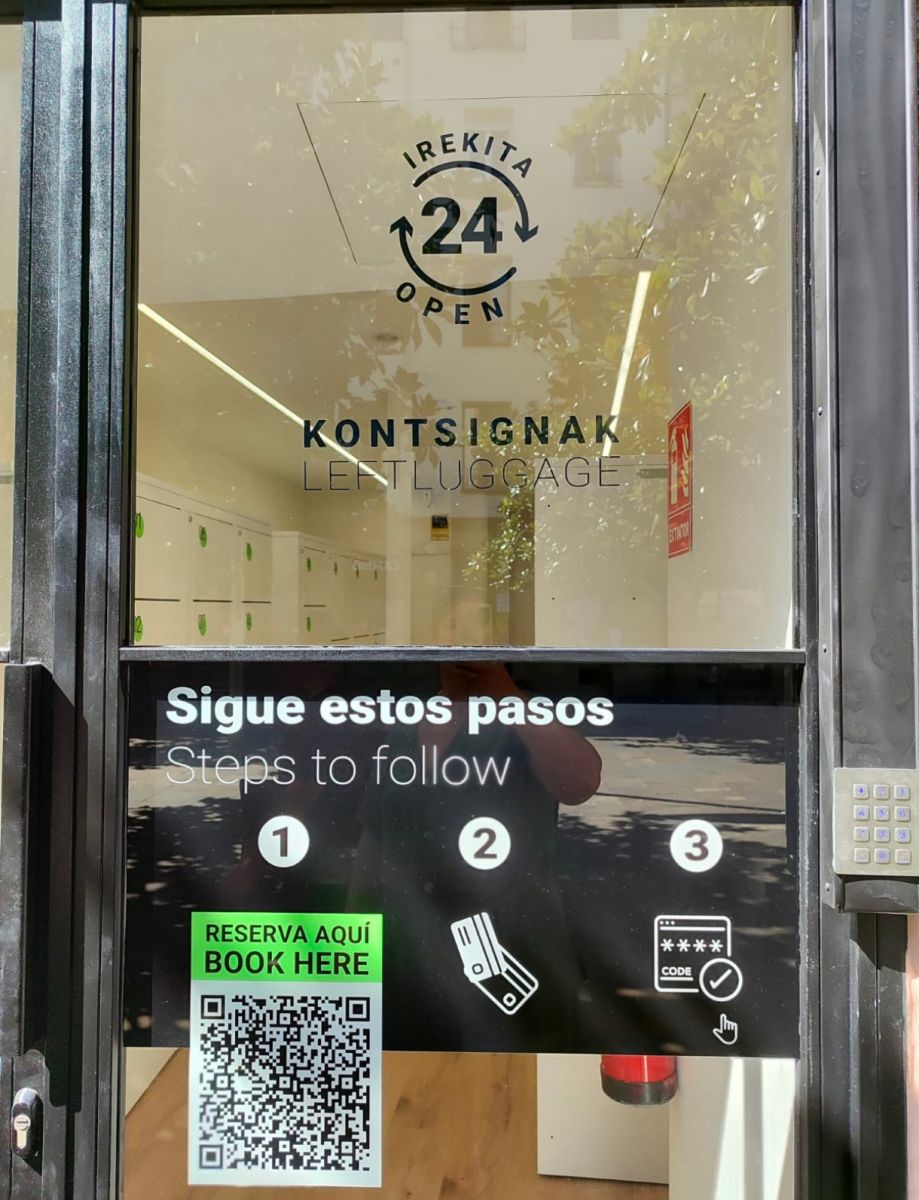 IREKITA
24
OPEN
KONTSIGNAK
LEFTLUGGAGE
EXTINTOR
Sigue estos pasos
Steps to follow
1 2 3
RESERVA AQUÍ
BOOK HERE
****
CODE